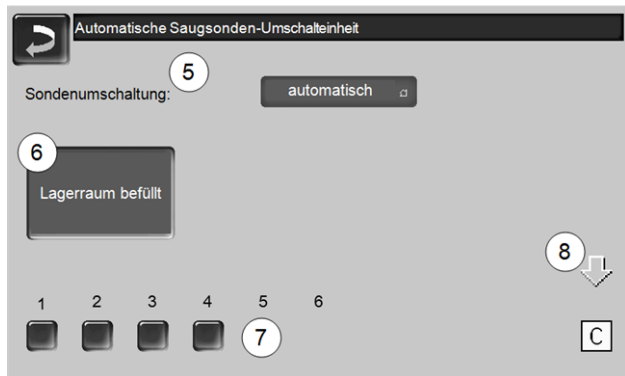 Automatische Saugsonden-Umschalteinheit
5
Sondenumschaltung: automatisch
6
Lagerraum befüllt
8
1 2 3 4 5 6
7
C